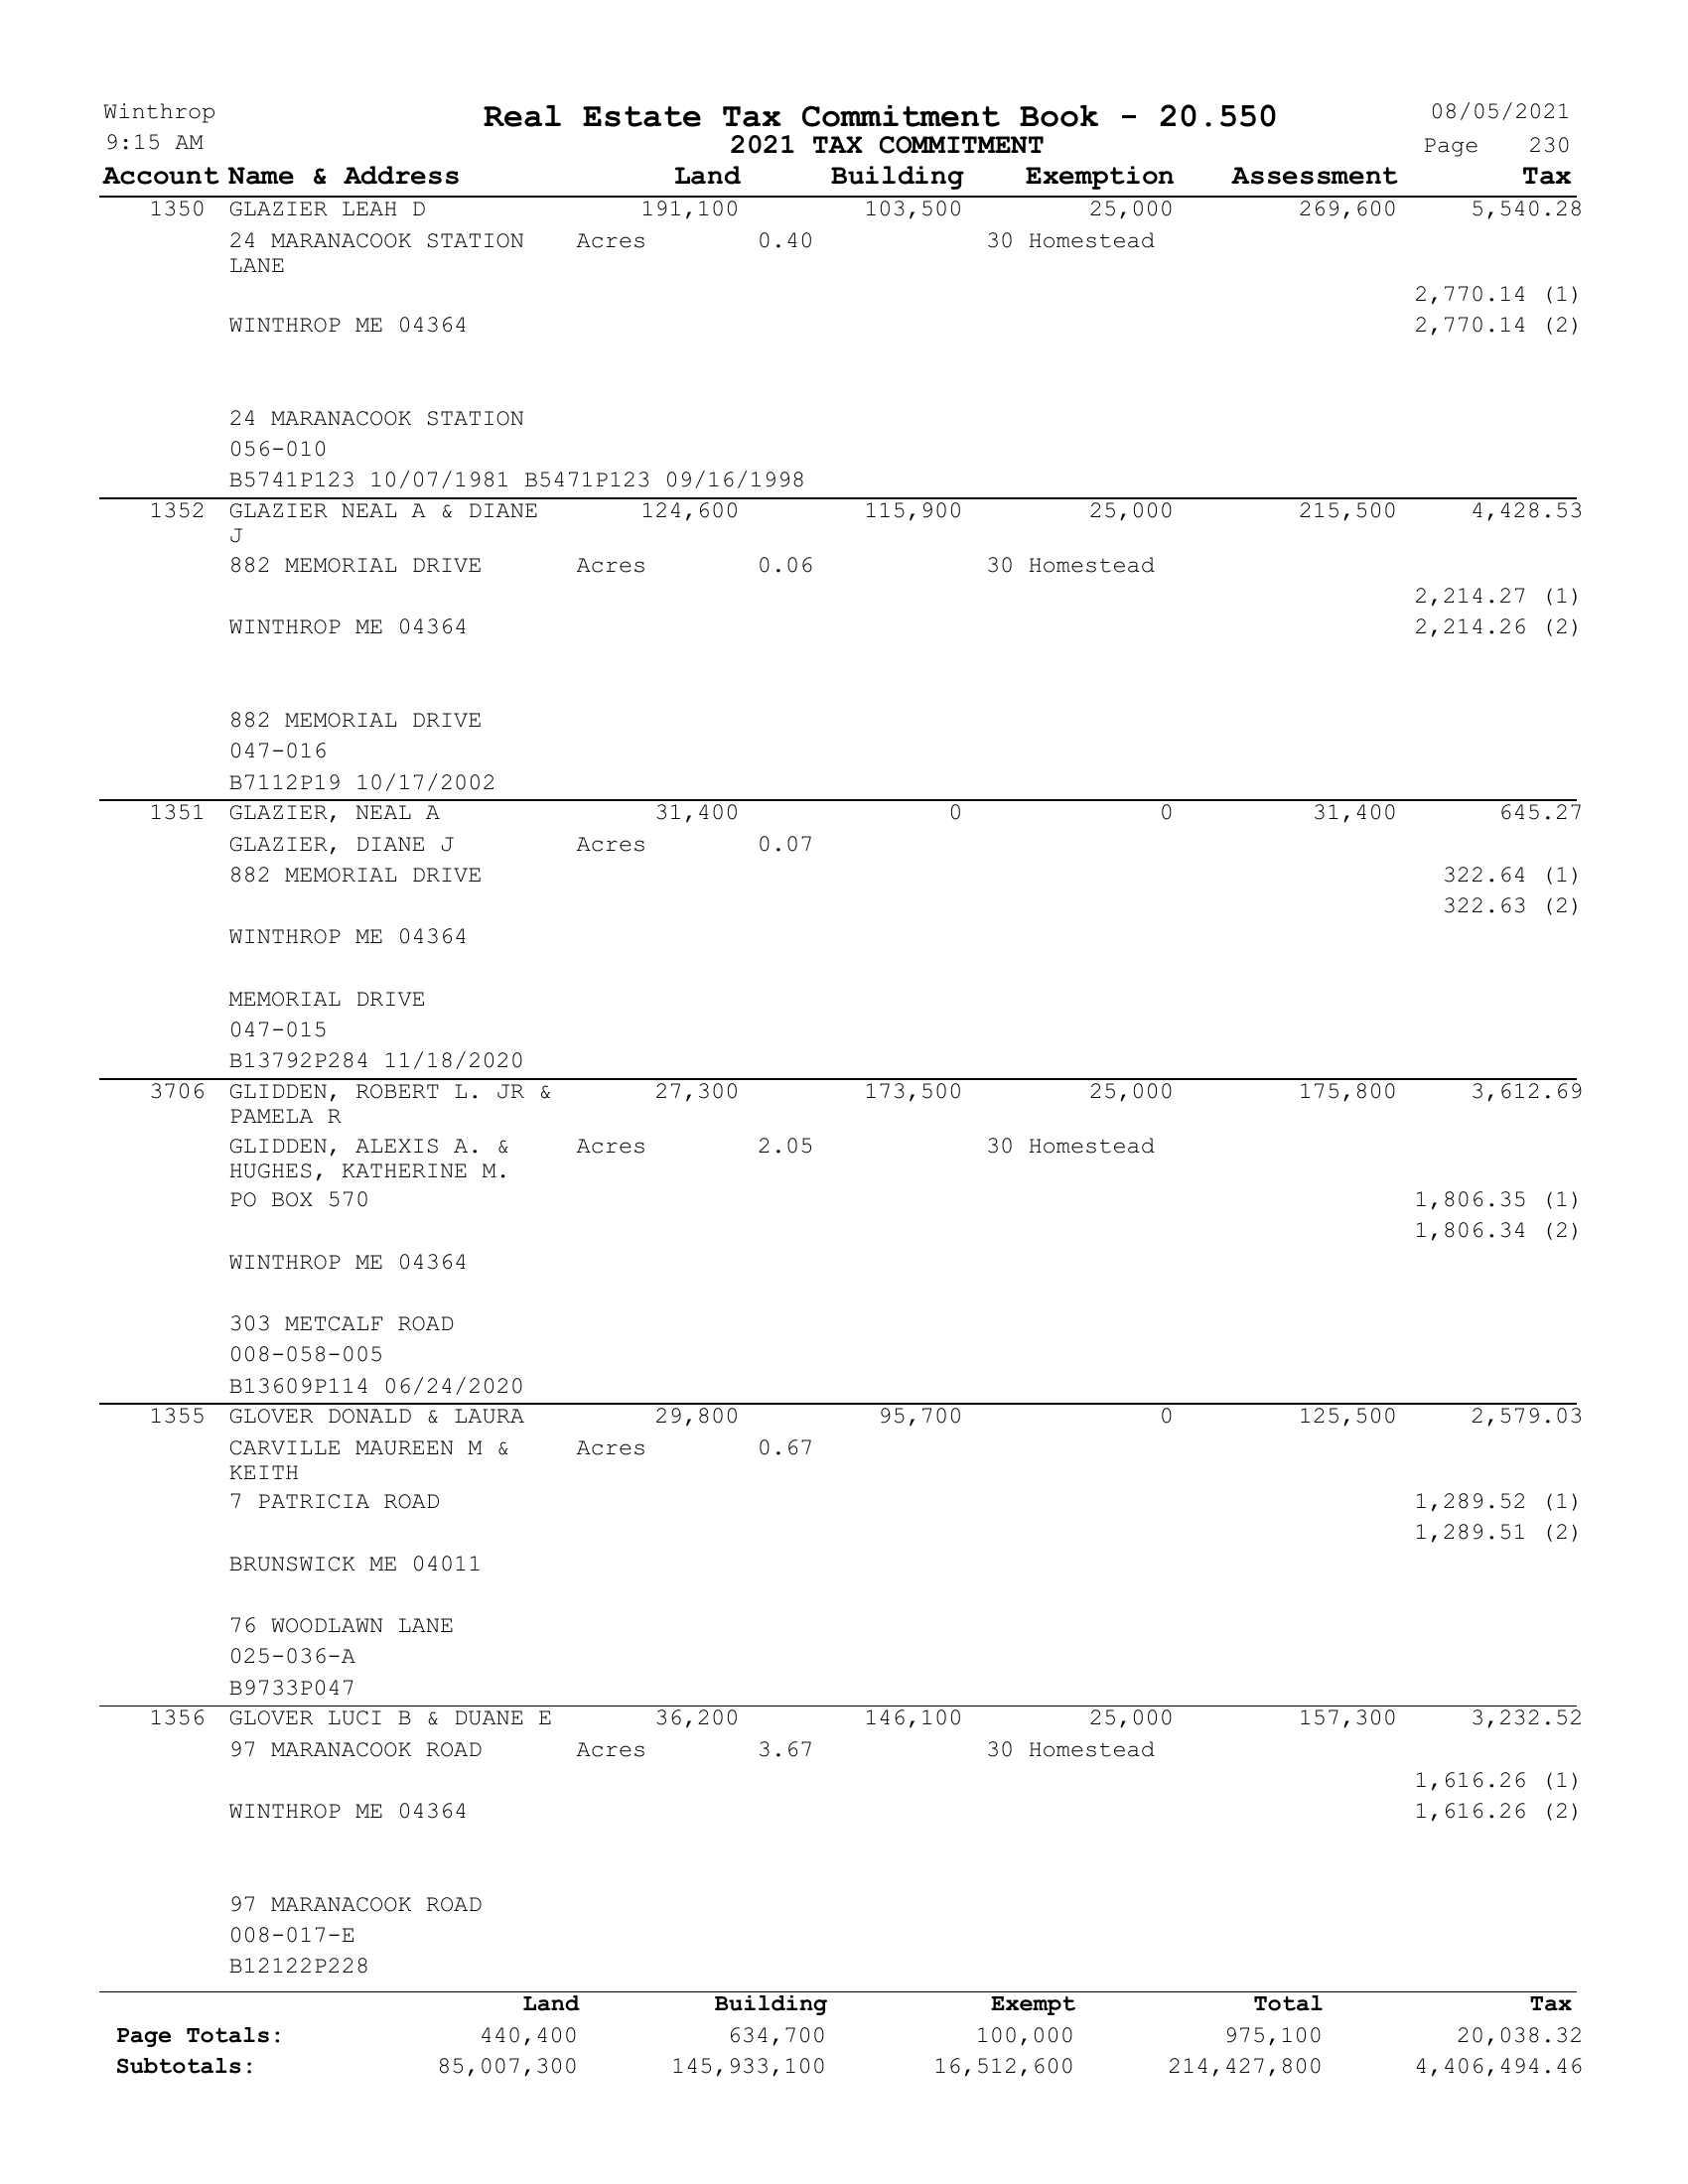 Winthrop Real Estate Tax Commitment Book - 20.550 08/05/2021
9:15 AM 2021 TAX COMMITMENT Page 230
Account Name & Address Land Building Exemption Assessment Tax
1350 GLAZIER LEAH D 191,100 103,500 25,000 269,600 5,540.28
24 MARANACOOK STATION Acres 0.40 30 Homestead
LANE
2,770.14 (1)
WINTHROP ME 04364 2,770.14 (2)
24 MARANACOOK STATION
056-010
B5741P123 10/07/1981 B5471P123 09/16/1998
1352 GLAZIER NEAL A & DIANE 124,600 115,900 25,000 215,500 4,428.53
J
882 MEMORIAL DRIVE Acres 0.06 30 Homestead
2,214.27 (1)
WINTHROP ME 04364 2,214.26 (2)
882 MEMORIAL DRIVE
047-016
B7112P19 10/17/2002
1351 GLAZIER, NEAL A 31,400 0 0 31,400 645.27
GLAZIER, DIANE J Acres 0.07
882 MEMORIAL DRIVE 322.64 (1)
322.63 (2)
WINTHROP ME 04364
MEMORIAL DRIVE
047-015
B13792P284 11/18/2020
3706 GLIDDEN, ROBERT L. JR & 27,300 173,500 25,000 175,800 3,612.69
PAMELA R
GLIDDEN, ALEXIS A. & Acres 2.05 30 Homestead
HUGHES, KATHERINE M.
PO BOX 570 1,806.35 (1)
1,806.34 (2)
WINTHROP ME 04364
303 METCALF ROAD
008-058-005
B13609P114 06/24/2020
1355 GLOVER DONALD & LAURA 29,800 95,700 0 125,500 2,579.03
CARVILLE MAUREEN M & Acres 0.67
KEITH
7 PATRICIA ROAD 1,289.52 (1)
1,289.51 (2)
BRUNSWICK ME 04011
76 WOODLAWN LANE
025-036-A
B9733P047
1356 GLOVER LUCI B & DUANE E 36,200 146,100 25,000 157,300 3,232.52
97 MARANACOOK ROAD Acres 3.67 30 Homestead
1,616.26 (1)
WINTHROP ME 04364 1,616.26 (2)
97 MARANACOOK ROAD
008-017-E
B12122P228
Land Building Exempt Total Tax
Page Totals: 440,400 634,700 100,000 975,100 20,038.32
Subtotals: 85,007,300 145,933,100 16,512,600 214,427,800 4,406,494.46